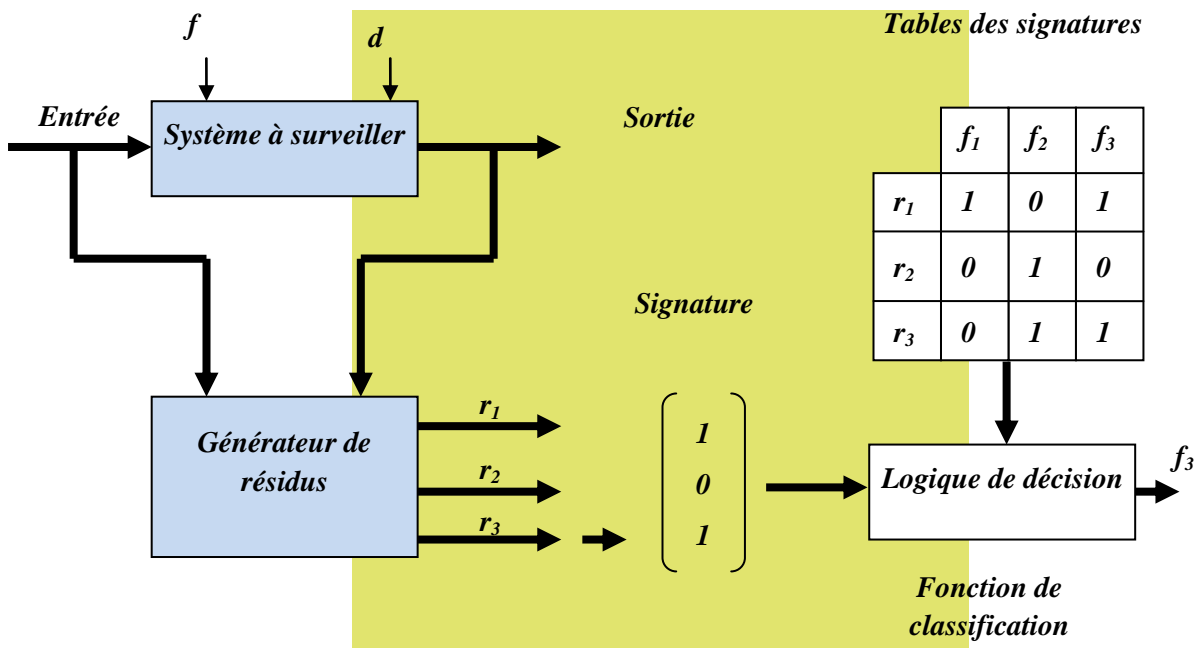 f
d
Tables des signatures
Entrée
Système à surveiller
Sortie
f1 f2 f3
r1 1 0 1
r2 0 1 0
r3 0 1 1
Signature
Générateur de
résidus
r1
r2
r3
1
0
1
Logique de décision
f3
Fonction de
classification